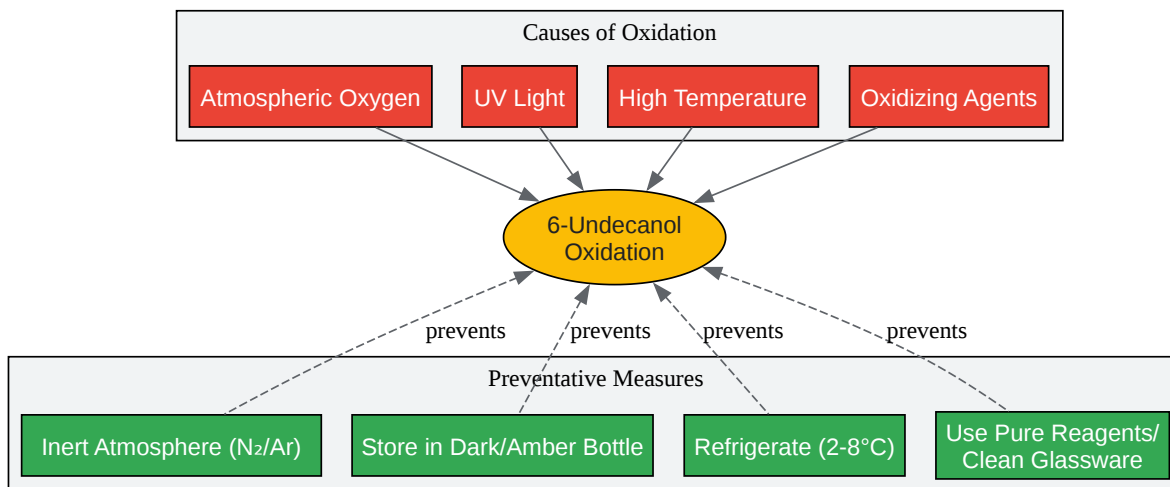 Causes of Oxidation
Atmospheric Oxygen
UV Light
High Temperature
Oxidizing Agents
6-Undecanol
Oxidation
prevents
prevents
prevents
prevents
Preventative Measures
Inert Atmosphere (N₂/Ar)
Store in Dark/Amber Bottle
Refrigerate (2-8°C)
Use Pure Reagents/
Clean Glassware